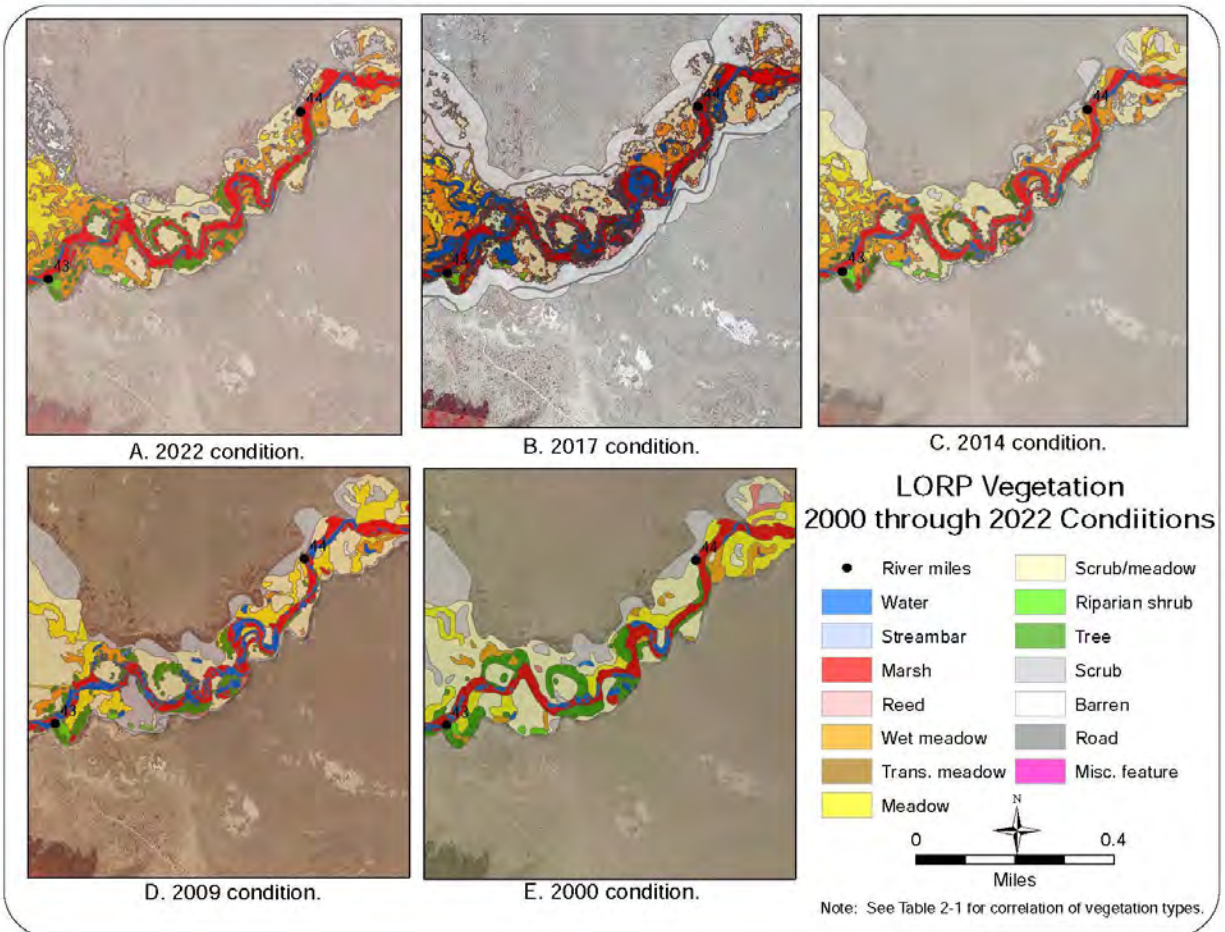 44
43
A. 2022 condition.
44
43
B. 2017 condition.
44
43
C. 2014 condition.
44
43
D. 2009 condition.
44
43
E. 2000 condition.
LORP Vegetation
2000 through 2022 Condiitions
River miles
Water
Streambar
Marsh
Reed
Wet meadow
Trans. meadow
Meadow
Scrub/meadow
Riparian shrub
Tree
Scrub
Barren
Road
Misc. feature
N
0 0.4
Miles
Note: See Table 2-1 for correlation of vegetation types.